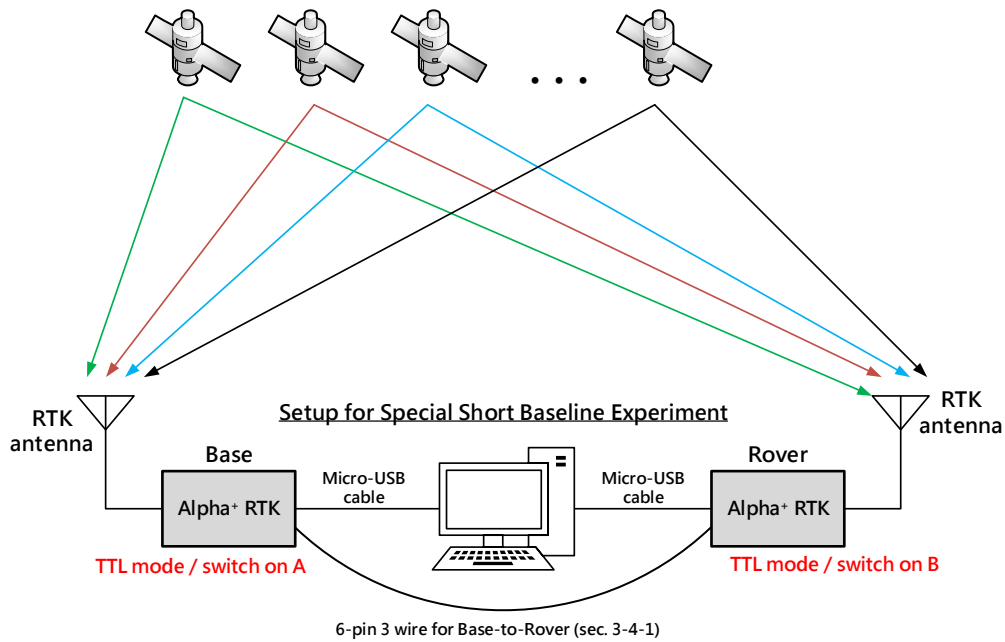 • • •
RTK
antenna
Setup for Special Short Baseline Experiment
RTK
antenna
Base
Micro-USB
cable
Micro-USB
cable
Rover
Alpha⁺ RTK
Alpha⁺ RTK
TTL mode / switch on A
TTL mode / switch on B
6-pin 3 wire for Base-to-Rover (sec. 3-4-1)